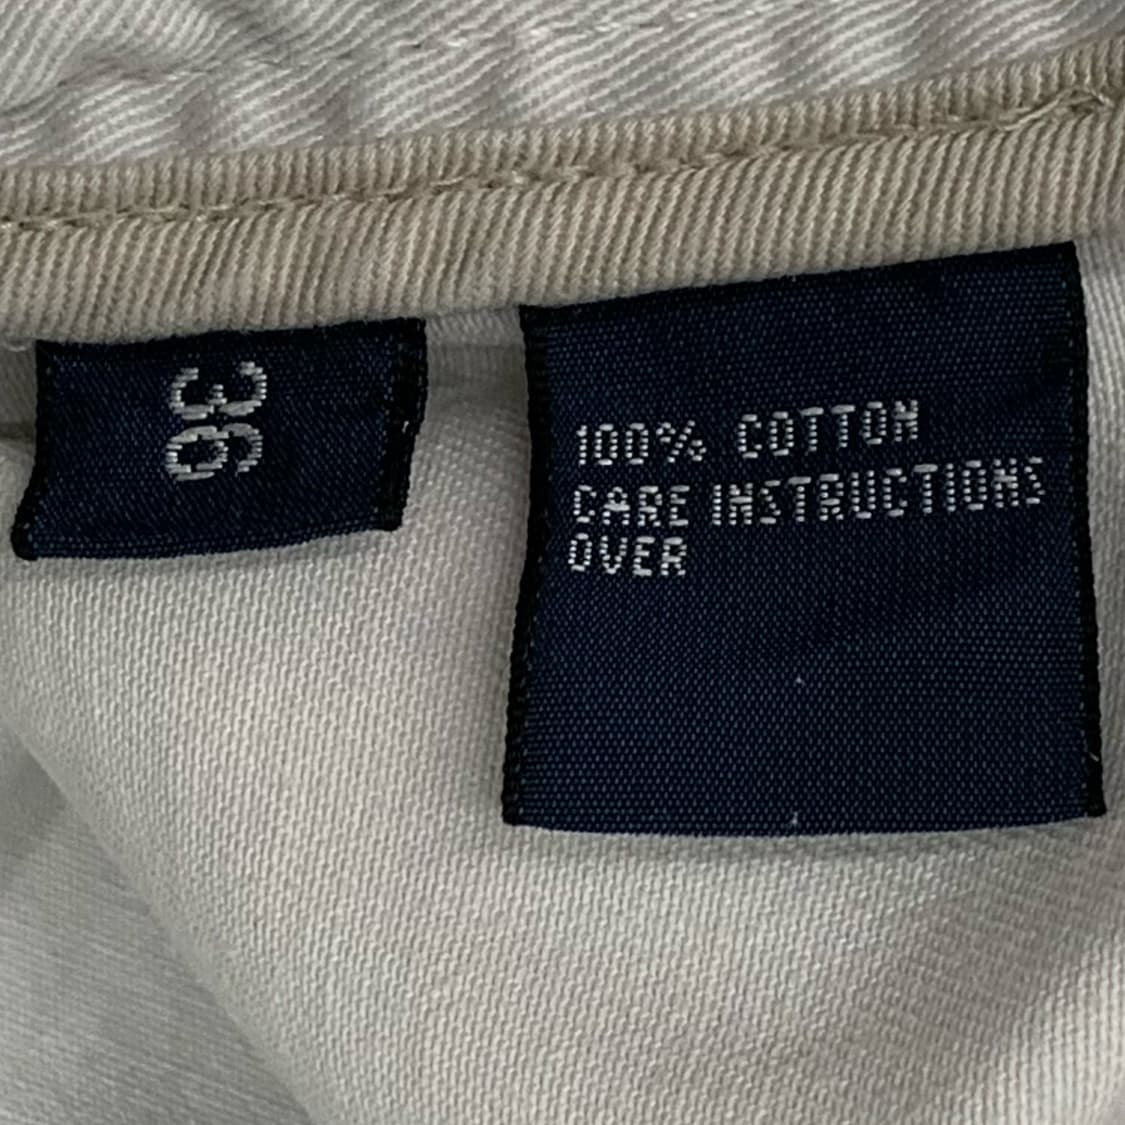 36
100% COTTON
CARE INSTRUCTIONS
OVER